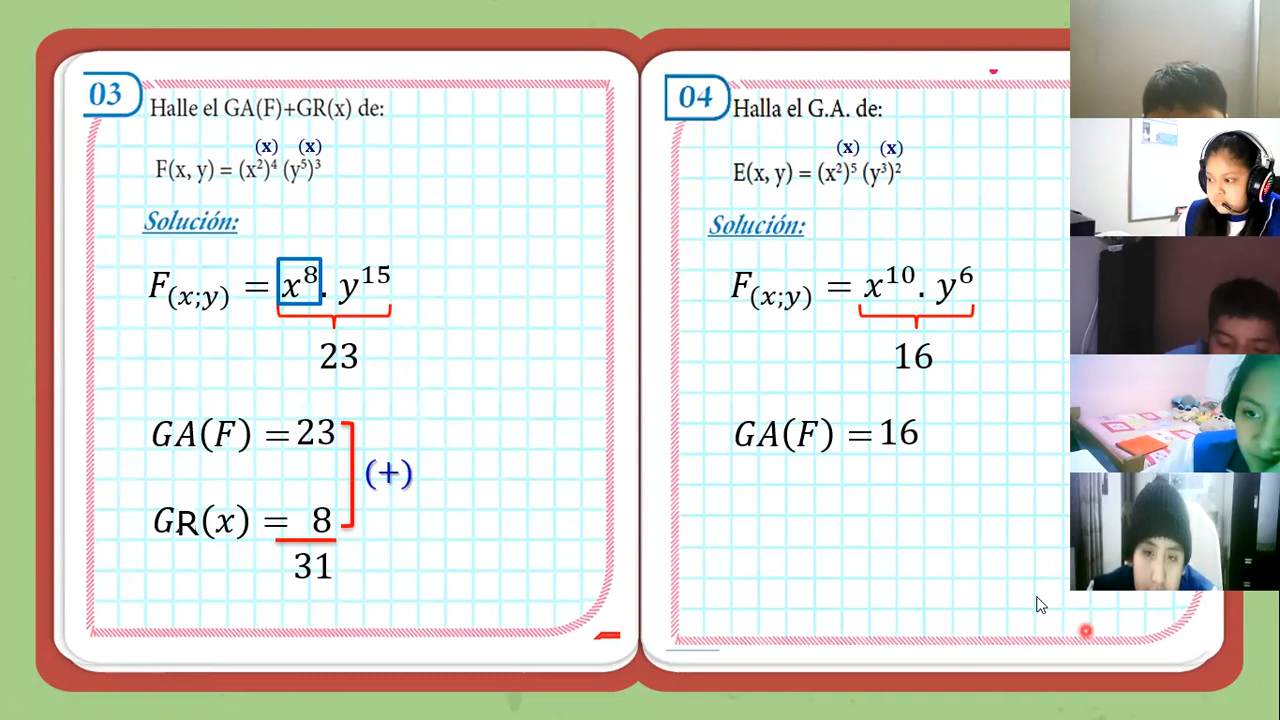 03
Halle el GA(F)+GR(x) de:
(x) (x)
F(x, y) = (x²)⁴ (y⁵)³
Solución:
F(x;y) = x⁸. y¹⁵
23
GA(F) = 23
(+)
GR(x) = 8
31
04
Halla el G.A. de:
(x) (x)
E(x, y) = (x²)⁵ (y³)²
Solución:
F(x;y) = x¹⁰. y⁶
16
GA(F) = 16